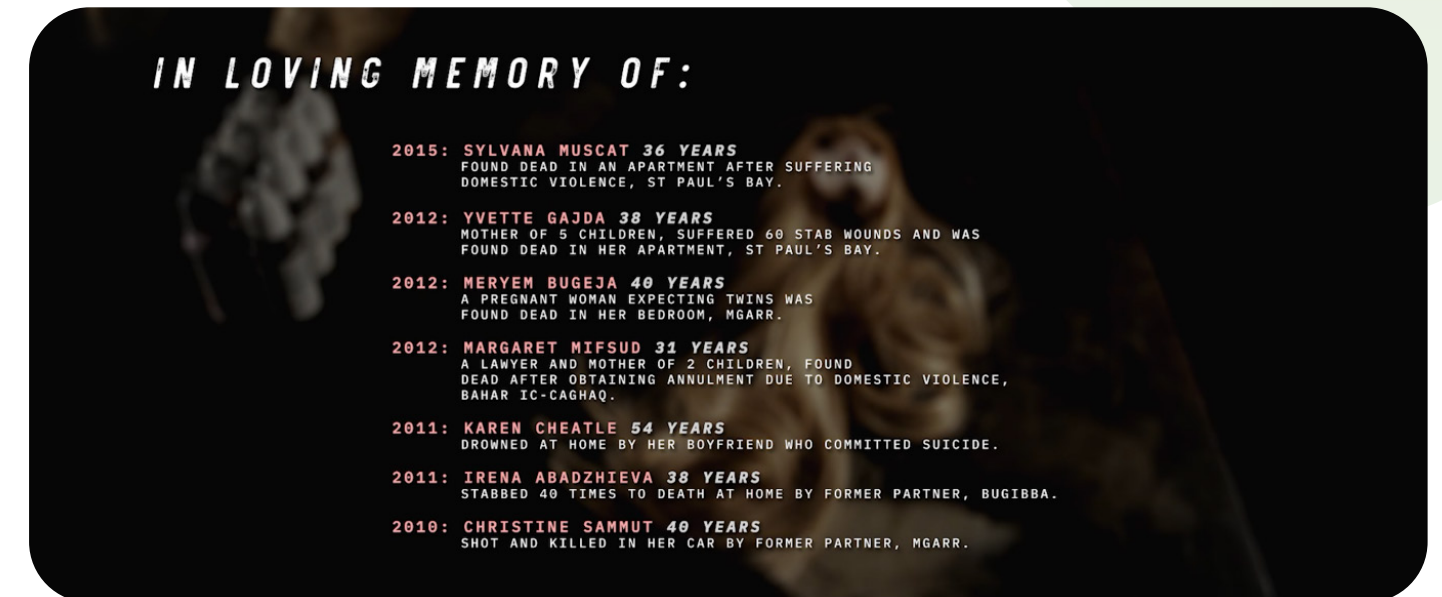 IN LOVING MEMORY OF:
2015: SYLVANA MUSCAT 36 YEARS
FOUND DEAD IN AN APARTMENT AFTER SUFFERING
DOMESTIC VIOLENCE, ST PAUL'S BAY.
2012: YVETTE GAJDA 38 YEARS
MOTHER OF 5 CHILDREN, SUFFERED 60 STAB WOUNDS AND WAS
FOUND DEAD IN HER APARTMENT, ST PAUL'S BAY.
2012: MERYEM BUGEJA 40 YEARS
A PREGNANT WOMAN EXPECTING TWINS WAS
FOUND DEAD IN HER BEDROOM, MGARR.
2012: MARGARET MIFSUD 31 YEARS
A LAWYER AND MOTHER OF 2 CHILDREN, FOUND
DEAD AFTER OBTAINING ANNULMENT DUE TO DOMESTIC VIOLENCE,
BAHAR IC-CAGHAQ.
2011: KAREN CHEATLE 54 YEARS
DROWNED AT HOME BY HER BOYFRIEND WHO COMMITTED SUICIDE.
2011: IRENA ABADZHIEVA 38 YEARS
STABBED 40 TIMES TO DEATH AT HOME BY FORMER PARTNER, BUGIBBA.
2010: CHRISTINE SAMMUT 40 YEARS
SHOT AND KILLED IN HER CAR BY FORMER PARTNER, MGARR.